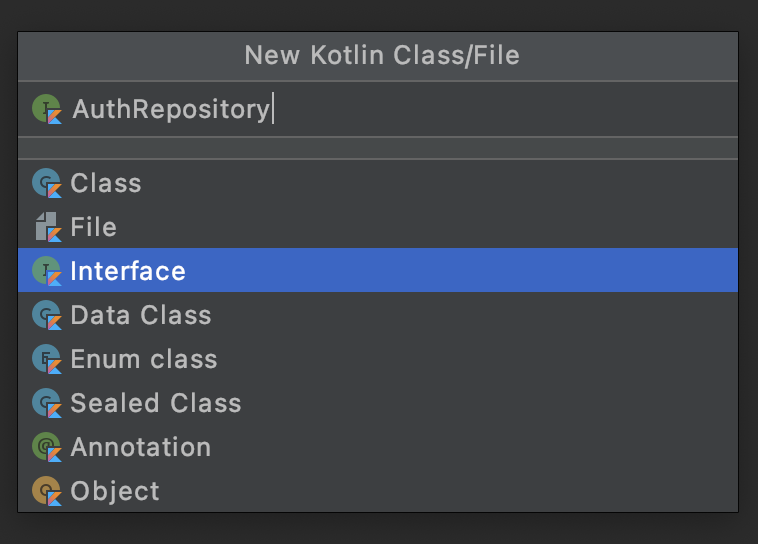 New Kotlin Class/File
AuthRepository
Class
File
Interface
Data Class
Enum class
Sealed Class
Annotation
Object